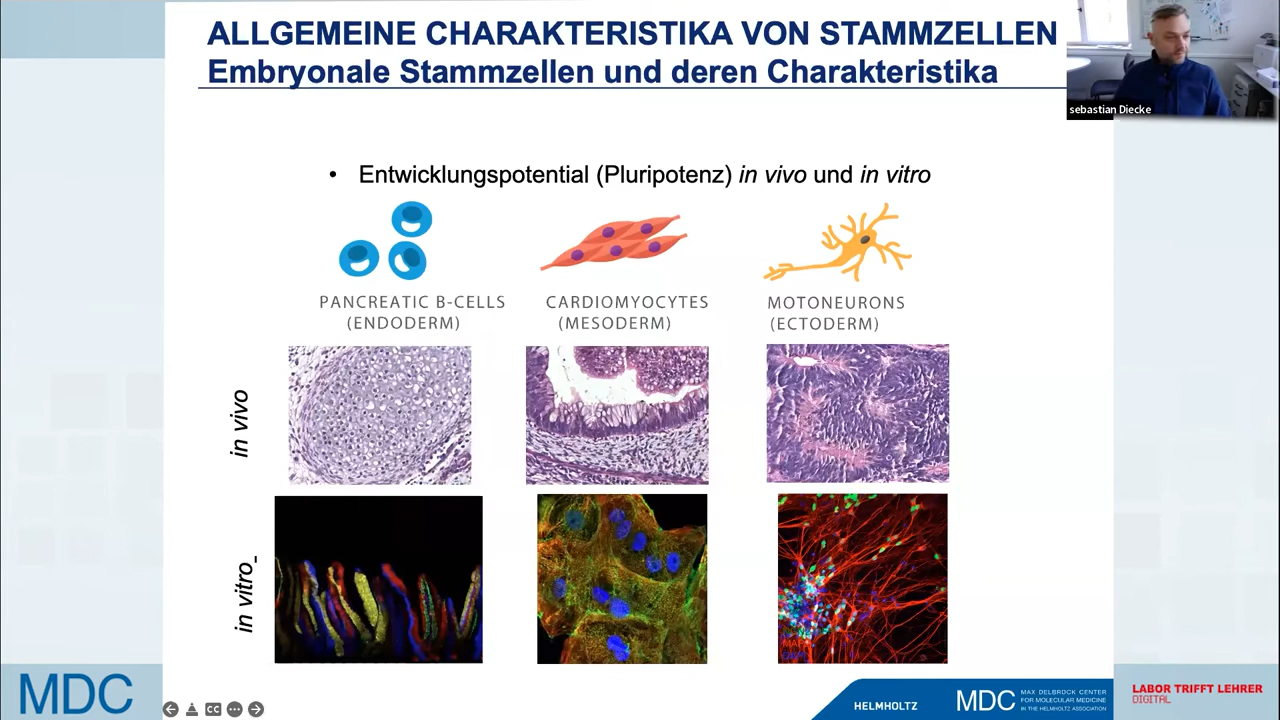 ALLGEMEINE CHARAKTERISTIKA VON STAMMZELLEN
Embryonale Stammzellen und deren Charakteristika
sebastian Diecke
• Entwicklungspotential (Pluripotenz) in vivo und in vitro
PANCREATIC B-CELLS
(ENDODERM)
CARDIOMYOCYTES
(MESODERM)
MOTONEURONS
(ECTODERM)
in vivo
in vitro
MDC
CC
HELMHOLTZ
MDC
MAX DELBRÜCK CENTER
FOR MOLECULAR MEDICINE
IN THE HELMHOLTZ ASSOCIATION
LABOR TRIFFT LEHRER
DIGITAL